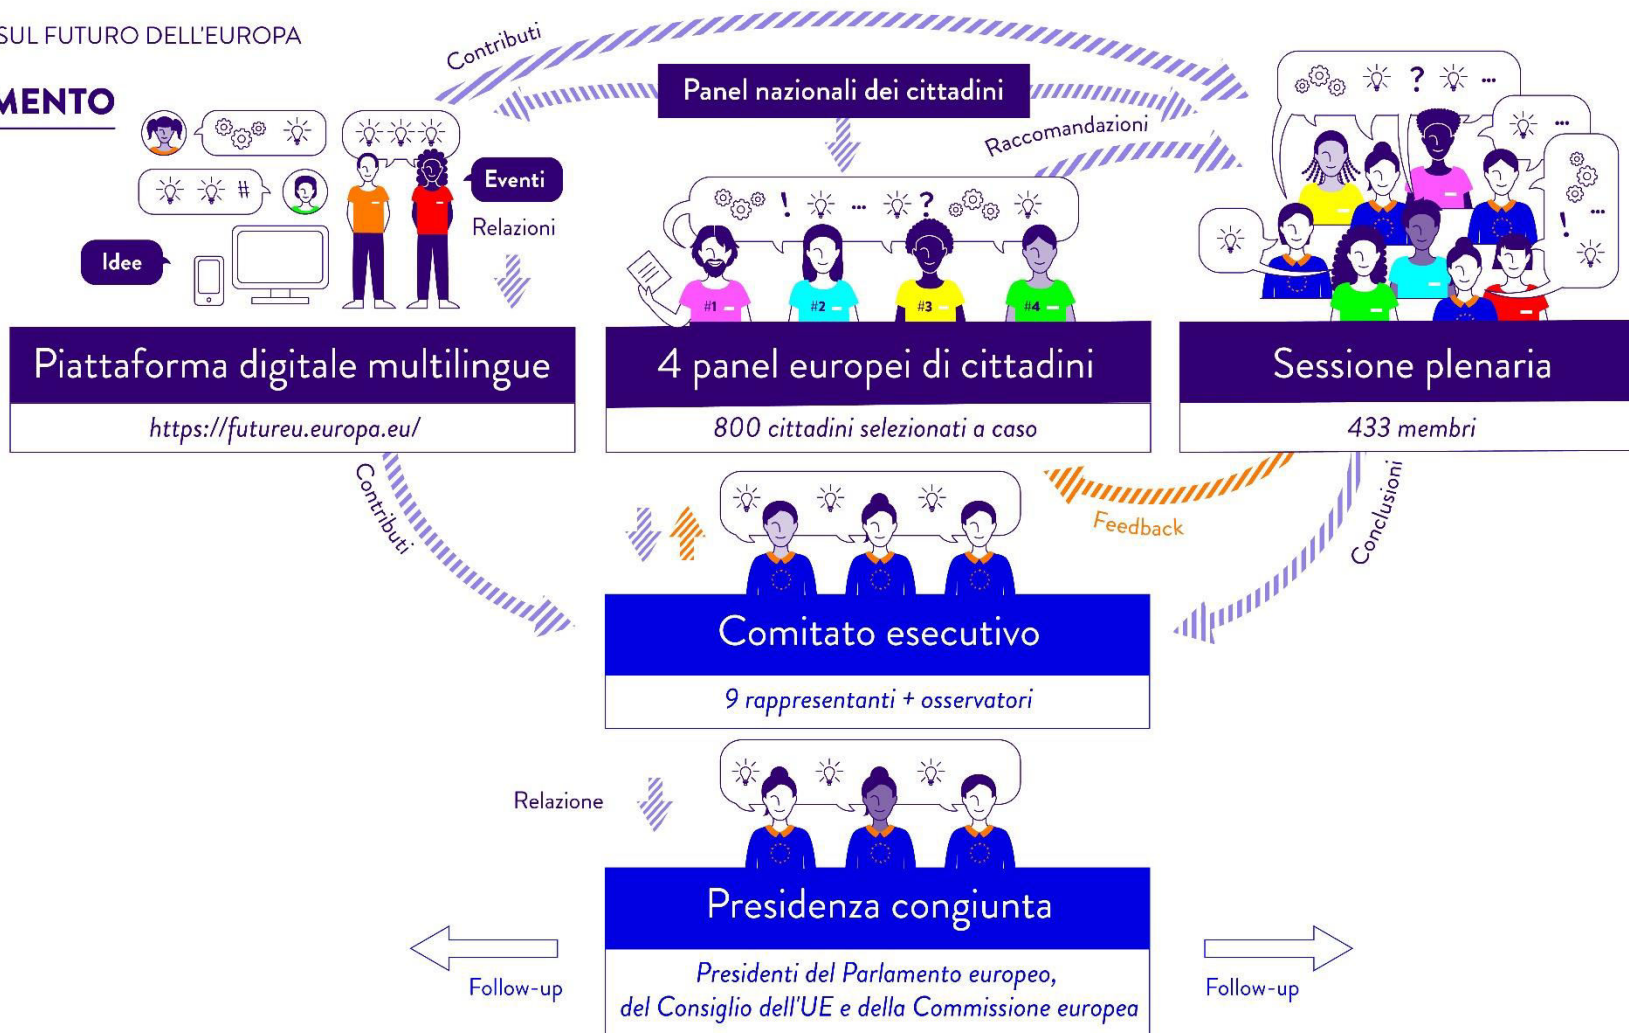 SUL FUTURO DELL'EUROPA
MENTO
Contributi
Panel nazionali dei cittadini
Raccomandazioni
Eventi
Relazioni
Idee
#
! ... ?
#1
#2
#3
#4
? ...
...
! ...
Piattaforma digitale multilingue
https://futureu.europa.eu/
4 panel europei di cittadini
800 cittadini selezionati a caso
Sessione plenaria
433 membri
Contributi
Feedback
Conclusioni
Comitato esecutivo
9 rappresentanti + osservatori
Relazione
Presidenza congiunta
Presidenti del Parlamento europeo,
del Consiglio dell'UE e della Commissione europea
Follow-up
Follow-up